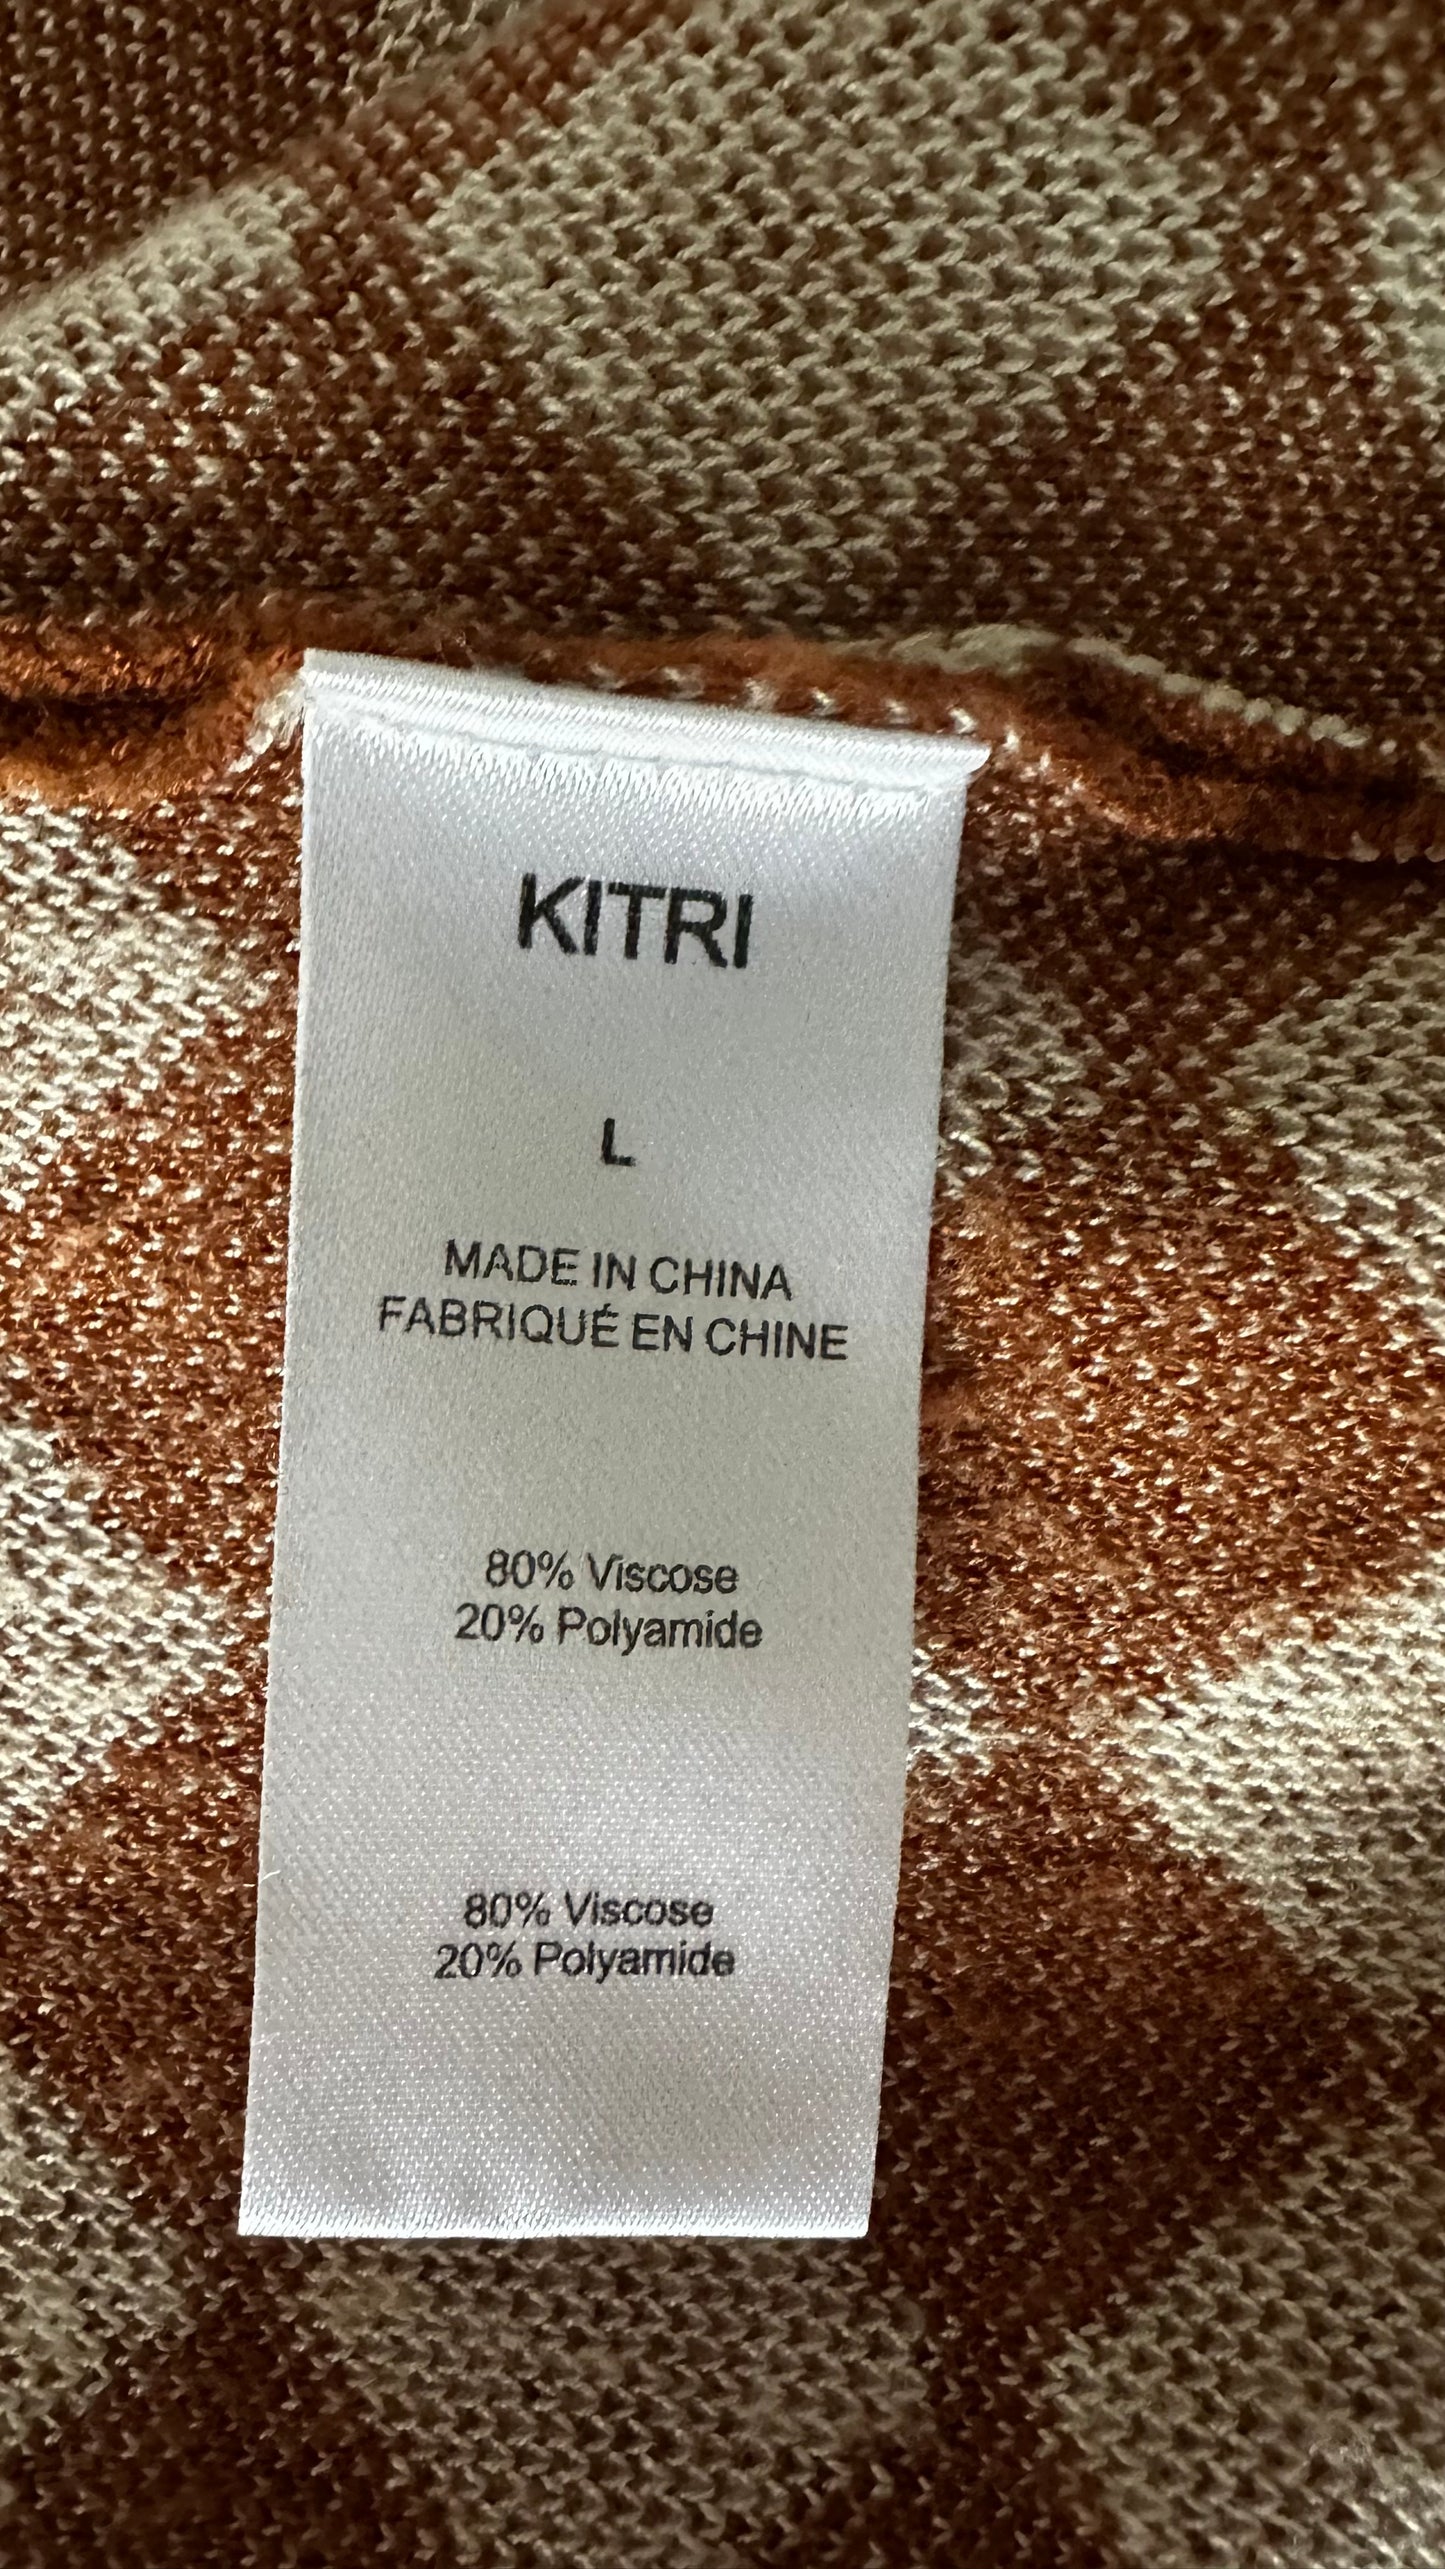 KITRI
L
MADE IN CHINA
FABRIQUÉ EN CHINE
80% Viscose
20% Polyamide
80% Viscose
20% Polyamide